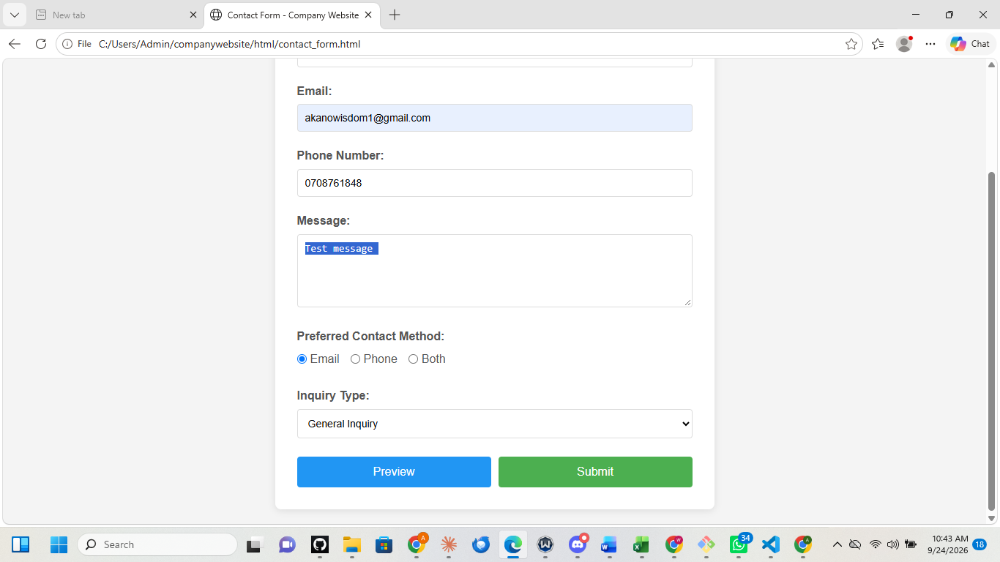 New tab
Contact Form - Company Website
File C:/Users/Admin/companywebsite/html/contact_form.html
Chat
Email:
akanowisdom1@gmail.com
Phone Number:
0708761848
Message:
Test message
Preferred Contact Method:
Email Phone Both
Inquiry Type:
General Inquiry
Preview Submit
Search
A
W
34
A
10:43 AM
9/24/2026
18